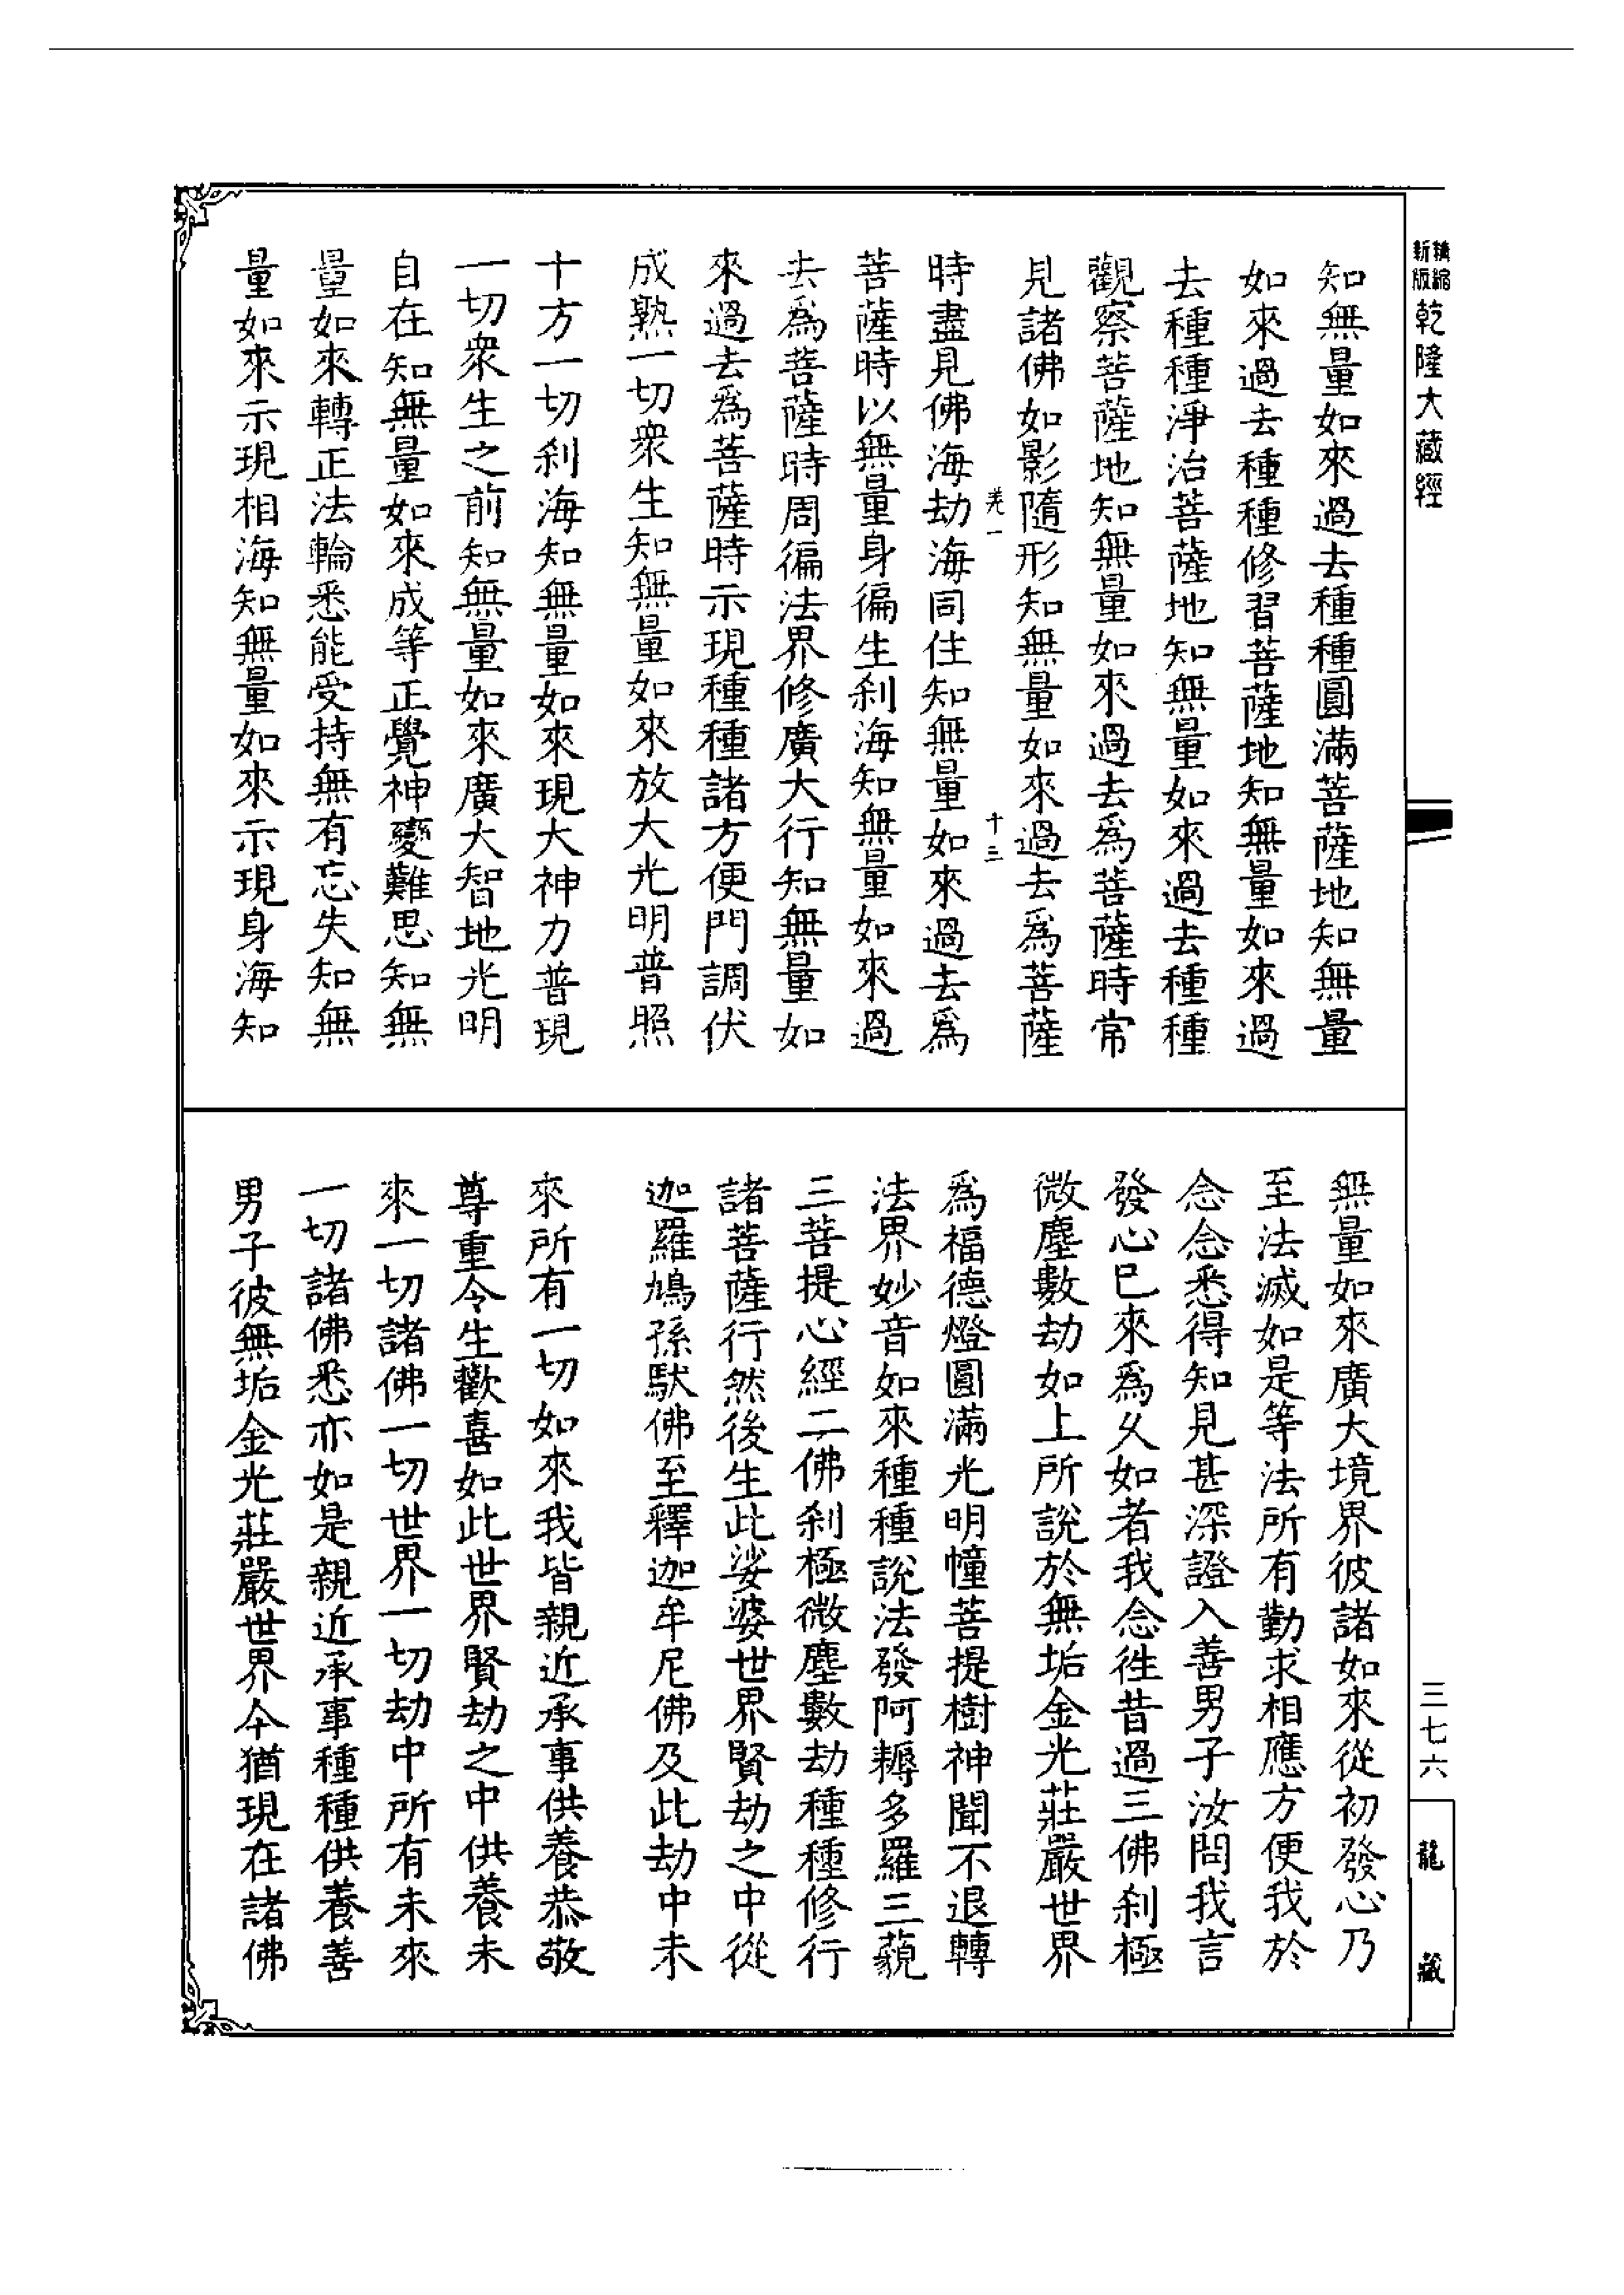 精縮新版乾隆大藏經
知無量如來過去種種圓滿菩薩地知無量
如來過去種種修習菩薩地知無量如來過
去種種淨治菩薩地知無量如來過去種種
觀察菩薩地知無量如來過去爲菩薩時常
見諸佛如影隨形知無量如來過去爲菩薩
十三
時盡見佛海劫海同住知無量如來過去爲
菩薩時以無量身徧生刹海知無量如來過
去爲菩薩時周徧法界修廣大行知無量如
來過去爲菩薩時示現種種諸方便門調伏
成熟一切衆生知無量如來放大光明普照
十方一切刹海知無量如來現大神力普現
一切衆生之前知無量如來廣大智地光明
自在知無量如來成等正覺神變難思知無
量如來轉正法輪悉能受持無有忘失知無
量如來示現相海知無量如來示現身海知
無量如來廣大境界彼諸如來從初發心乃
至法滅如是等法所有勤求相應方便我於
念念悉得知見甚深證入善男子汝問我言
發心已來爲久如者我念徃昔過三佛刹極
微塵數劫如上所說於無垢金光莊嚴世界
爲福德燈圓滿光明幢菩提樹神聞不退轉
法界妙音如來種種說法發阿耨多羅三藐
三菩提心經二佛刹極微塵數劫種種修行
諸菩薩行然後生此娑婆世界賢劫之中從
迦羅鳩孫馱佛至釋迦牟尼佛及此劫中未
來所有一切如來我皆親近承事供養恭敬
尊重令生歡喜如此世界賢劫之中供養未
來一切諸佛一切世界一切劫中所有未來
一切諸佛悉亦如是親近承事種種供養善
男子彼無垢金光莊嚴世界今猶現在諸佛
三七六
龍藏